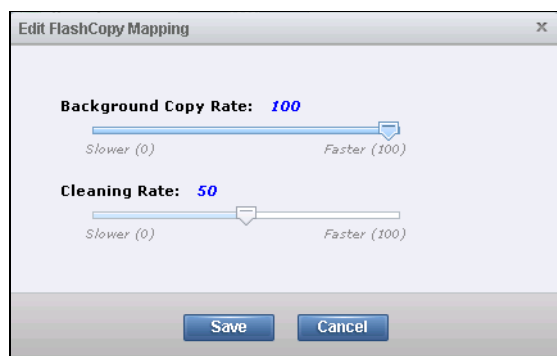 Edit FlashCopy Mapping x
Background Copy Rate: 100
Slower (0) Faster (100)
Cleaning Rate: 50
Slower (0) Faster (100)
Save Cancel